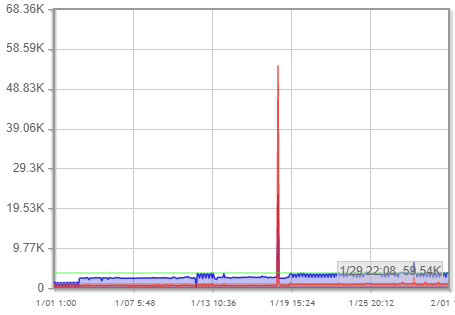 68.36K
58.59K
48.83K
39.06K
29.3K
19.53K
9.77K
0
1/29 22:08, 59.54K
1/01 1:00
1/07 5:48
1/13 10:36
1/19 15:24
1/25 20:12
2/01 1